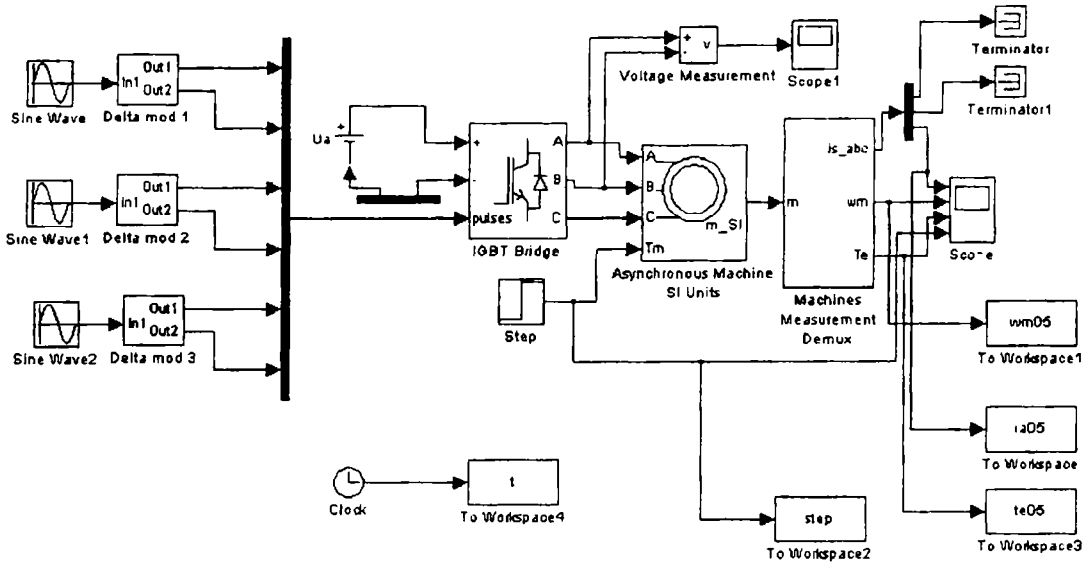 Sine Wave
In1
Out1
Out2
Delta mod 1
Sine Wave1
In1
Out1
Out2
Delta mod 2
Sine Wave2
In1
Out1
Out2
Delta mod 3
Ua
+
+
-
pulses
A
B
C
IGBT Bridge
+
-
v
Voltage Measurement
Scope1
Terminator
Terminator1
A
B
C
Tm
m_SI
Asynchronous Machine
SI Units
m
is_abc
wm
Te
Machines
Measurement
Demux
Scope
Step
wm05
To Workspace1
ia05
To Workspace
te05
To Workspace3
Clock
t
To Workspace4
step
To Workspace2